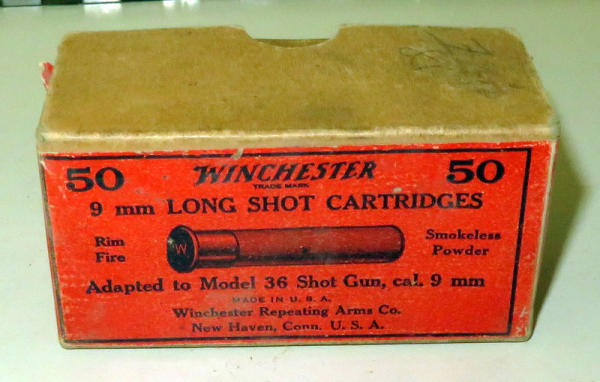 50 WINCHESTER 50
TRADE MARK
9 mm LONG SHOT CARTRIDGES
Rim
Fire
W
Smokeless
Powder
Adapted to Model 36 Shot Gun, cal. 9 mm
MADE IN U. S. A.
Winchester Repeating Arms Co.
New Haven, Conn. U. S. A.